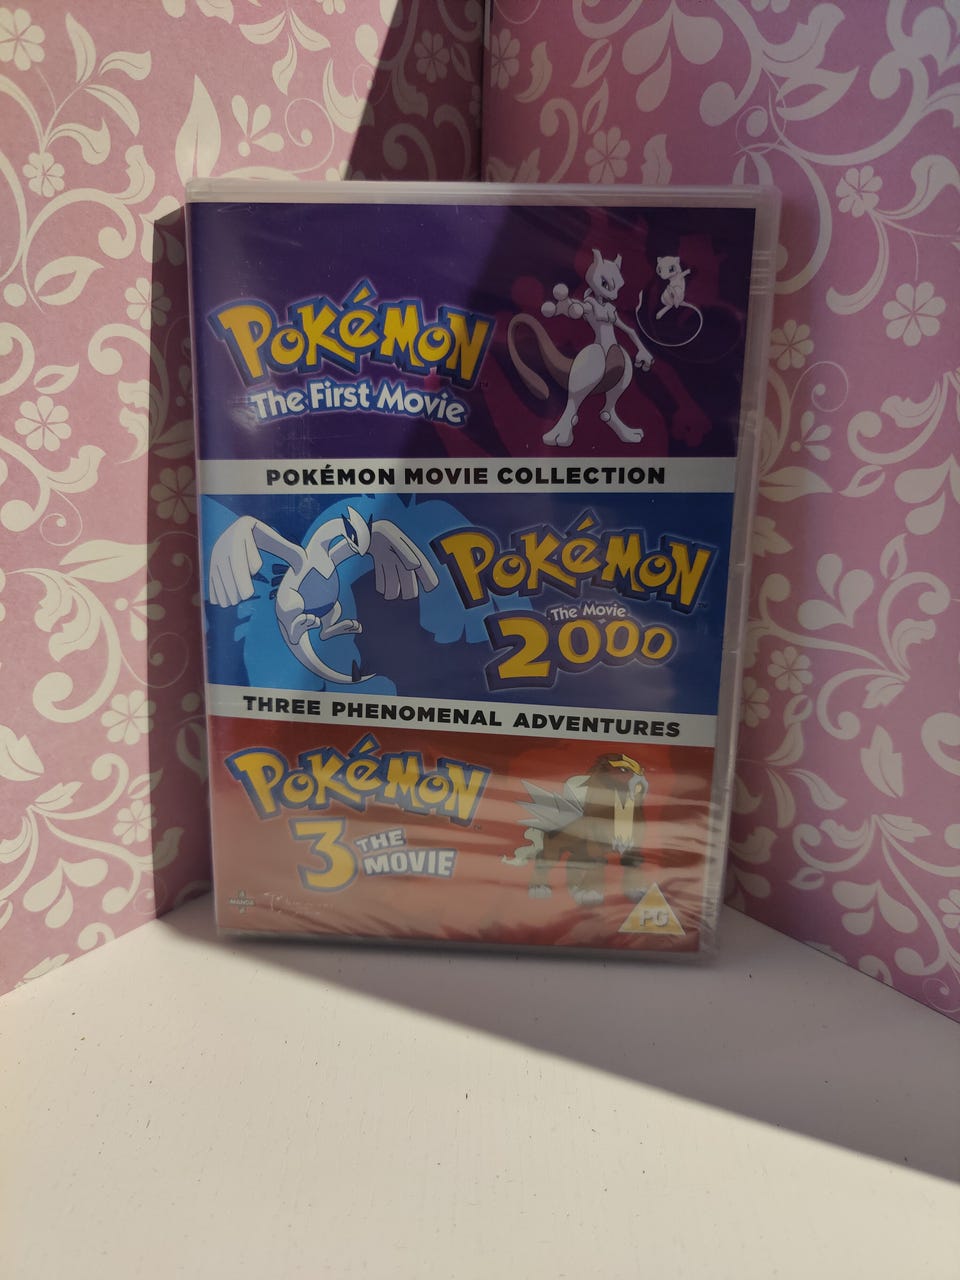 POKéMON
The First Movie
POKÉMON MOVIE COLLECTION
POKéMON
The Movie
2000
THREE PHENOMENAL ADVENTURES
POKéMON
3 THE
MOVIE
MANGA
PG